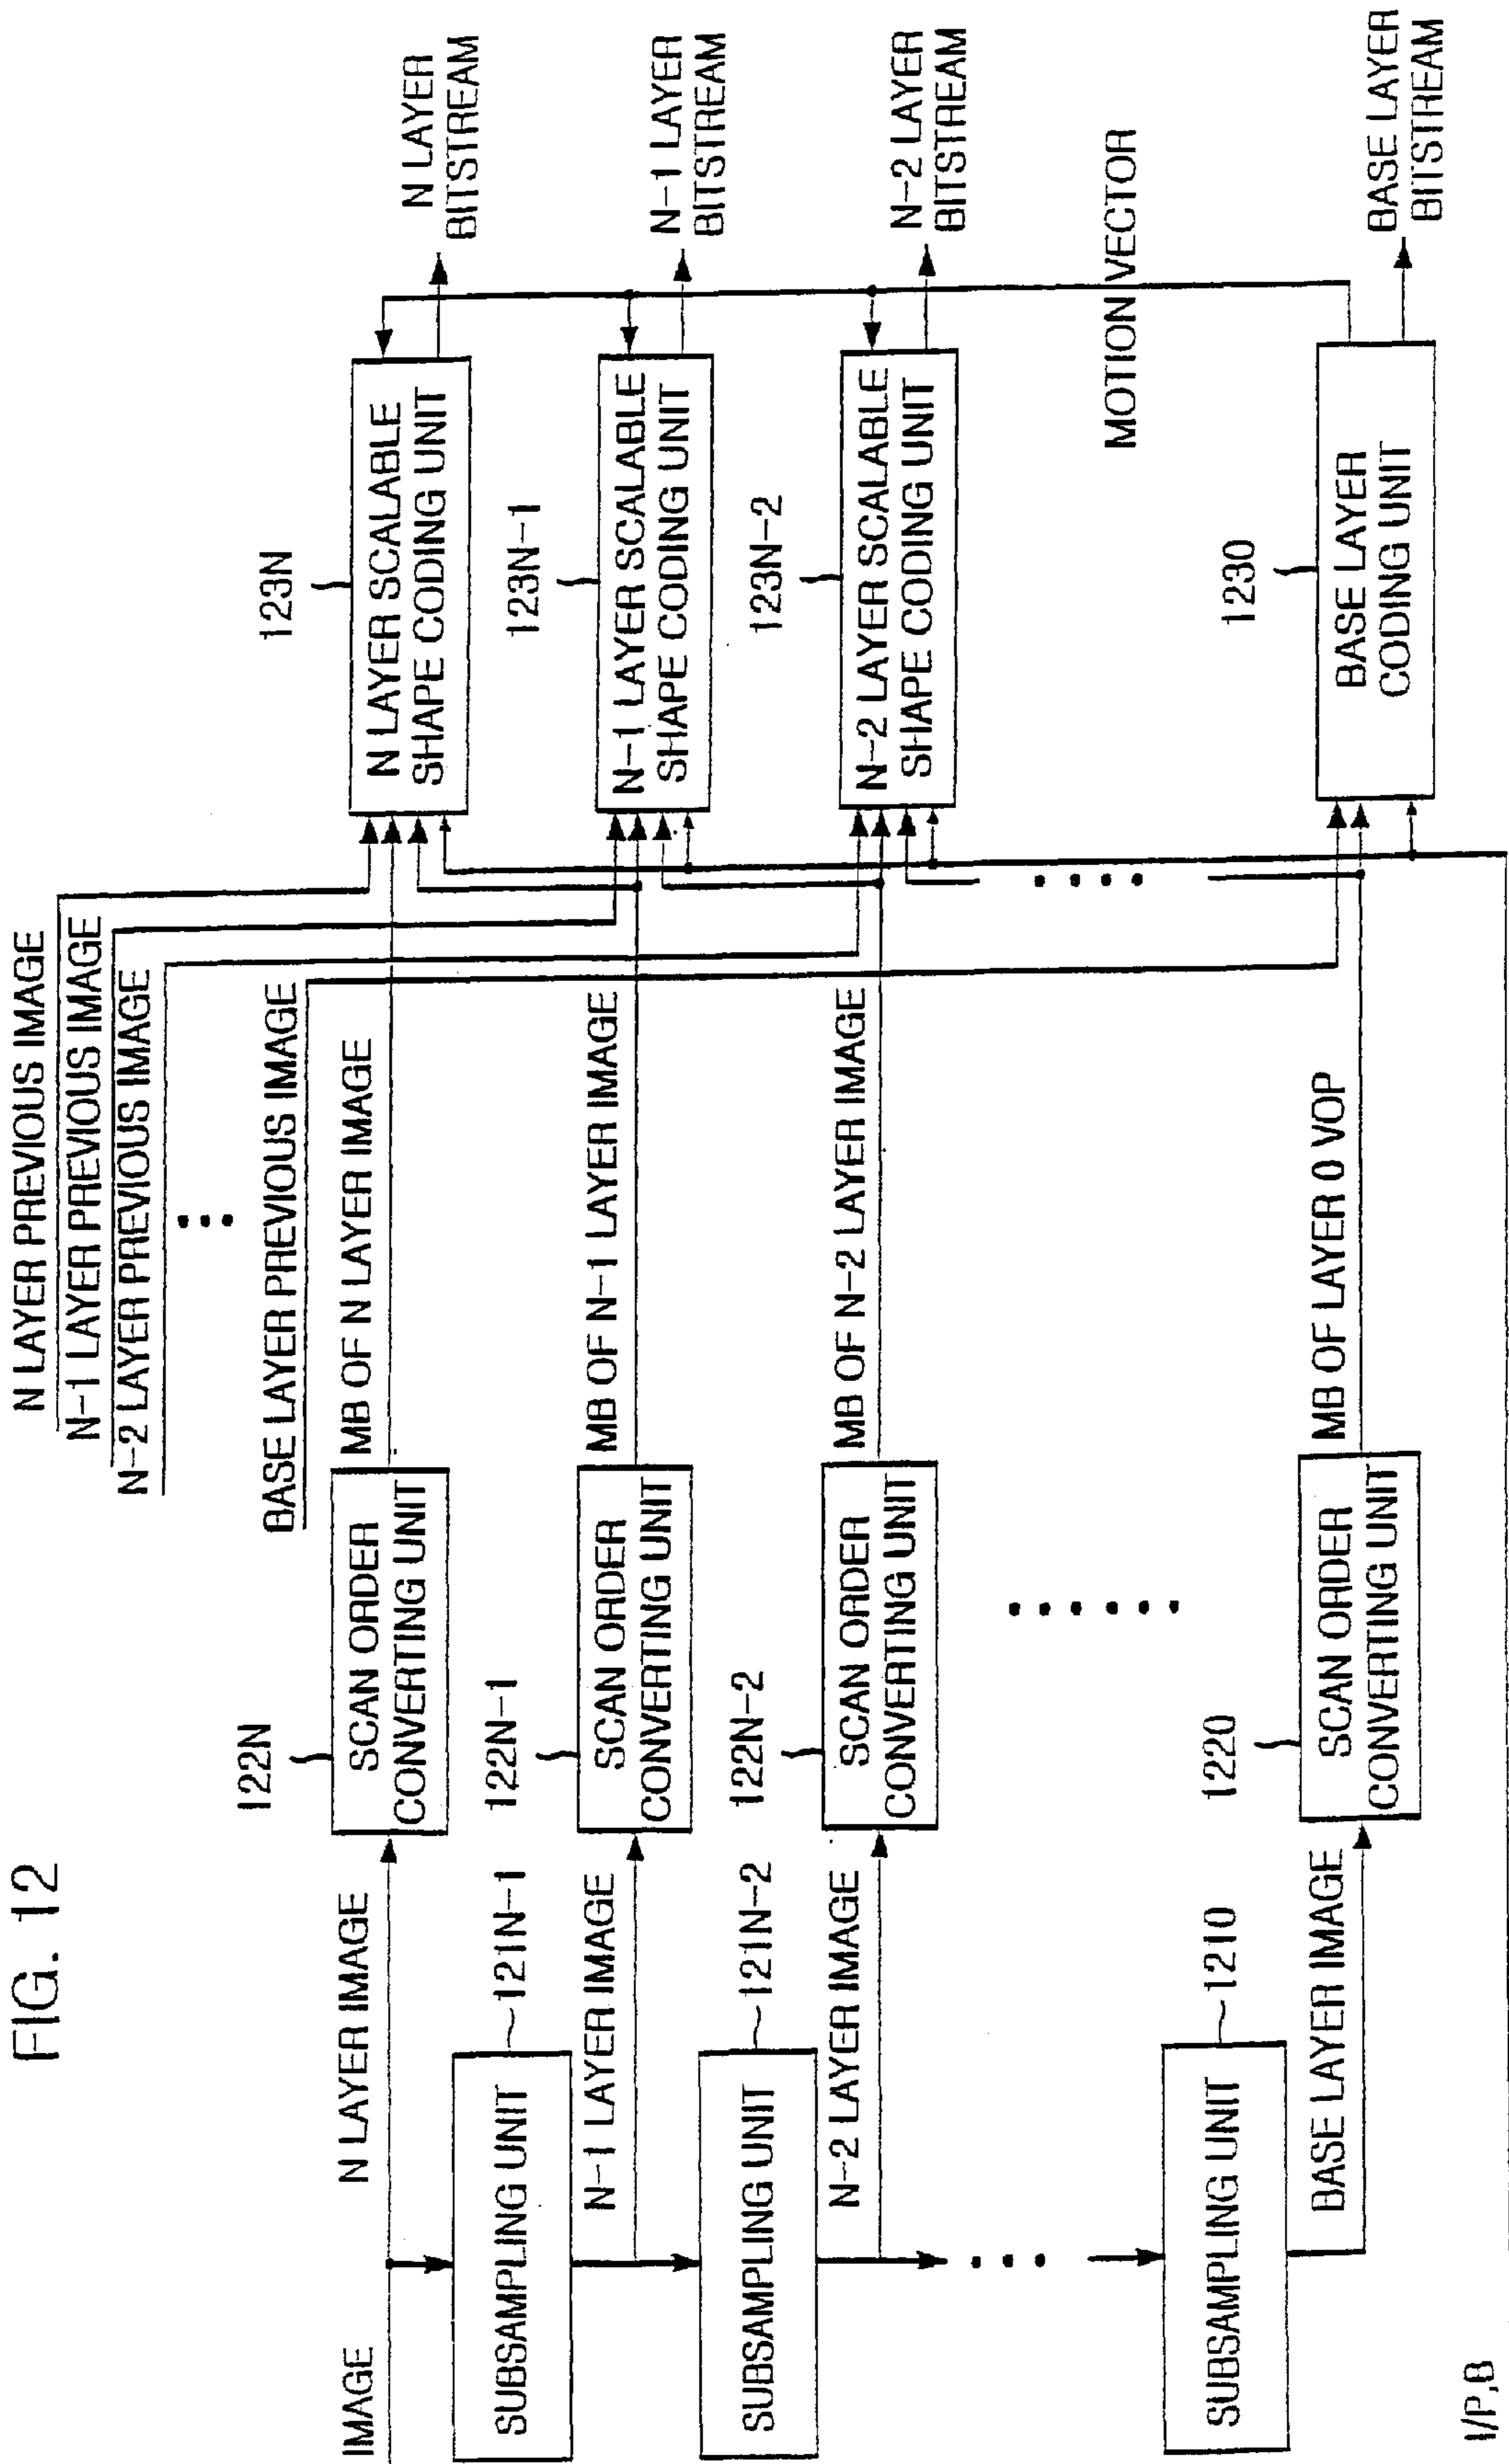 FIG. 12
N LAYER PREVIOUS IMAGE
N-1 LAYER PREVIOUS IMAGE
N-2 LAYER PREVIOUS IMAGE
BASE LAYER PREVIOUS IMAGE
IMAGE
N LAYER IMAGE
122N
SCAN ORDER
CONVERTING UNIT
MB OF N LAYER IMAGE
123N
N LAYER SCALABLE
SHAPE CODING UNIT
N LAYER
BITSTREAM
SUBSAMPLING UNIT
121N-1
N-1 LAYER IMAGE
122N-1
SCAN ORDER
CONVERTING UNIT
MB OF N-1 LAYER IMAGE
123N-1
N-1 LAYER SCALABLE
SHAPE CODING UNIT
N-1 LAYER
BITSTREAM
SUBSAMPLING UNIT
121N-2
N-2 LAYER IMAGE
122N-2
SCAN ORDER
CONVERTING UNIT
MB OF N-2 LAYER IMAGE
123N-2
N-2 LAYER SCALABLE
SHAPE CODING UNIT
N-2 LAYER
BITSTREAM
MOTION VECTOR
SUBSAMPLING UNIT
1210
BASE LAYER IMAGE
1220
SCAN ORDER
CONVERTING UNIT
MB OF LAYER 0 VOP
1230
BASE LAYER
CODING UNIT
BASE LAYER
BITSTREAM
I/P,B